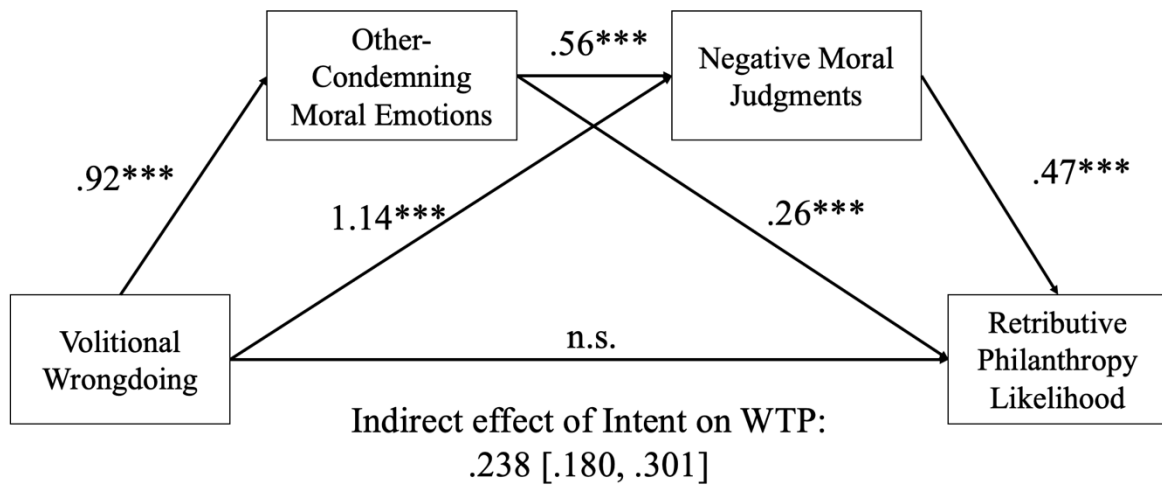 Other-
Condemning
Moral Emotions
.56***
Negative Moral
Judgments
.92***
1.14***
.26***
.47***
Volitional
Wrongdoing
n.s.
Retributive
Philanthropy
Likelihood
Indirect effect of Intent on WTP:
.238 [.180, .301]